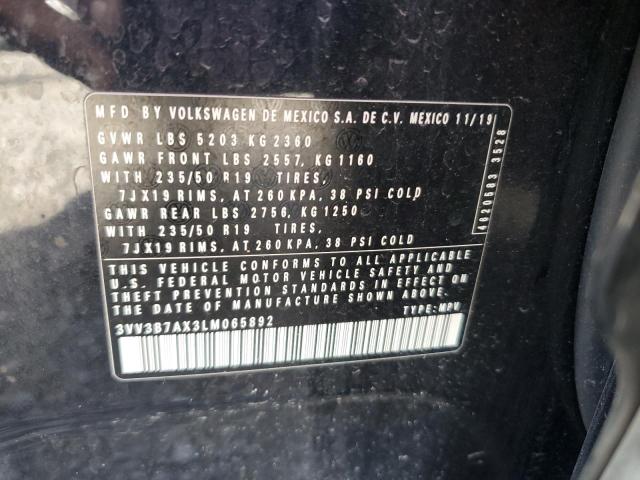 MFD BY VOLKSWAGEN DE MEXICO S.A. DE C.V. MEXICO 11/19
GVWR LBS 5203 KG 2360
GAWR FRONT LBS 2557, KG 1160
WITH 235/50 R19 TIRES,
7JX19 RIMS, AT 260 KPA, 38 PSI COLD
GAWR REAR LBS 2756, KG 1250
WITH 235/50 R19 TIRES,
7JX19 RIMS, AT 260 KPA, 38 PSI COLD
THIS VEHICLE CONFORMS TO ALL APPLICABLE
U.S. FEDERAL MOTOR VEHICLE SAFETY AND
THEFT PREVENTION STANDARDS IN EFFECT ON
THE DATE OF MANUFACTURE SHOWN ABOVE.
3VV3B7AX3LM065892 TYPE: MPV
4620583 3528